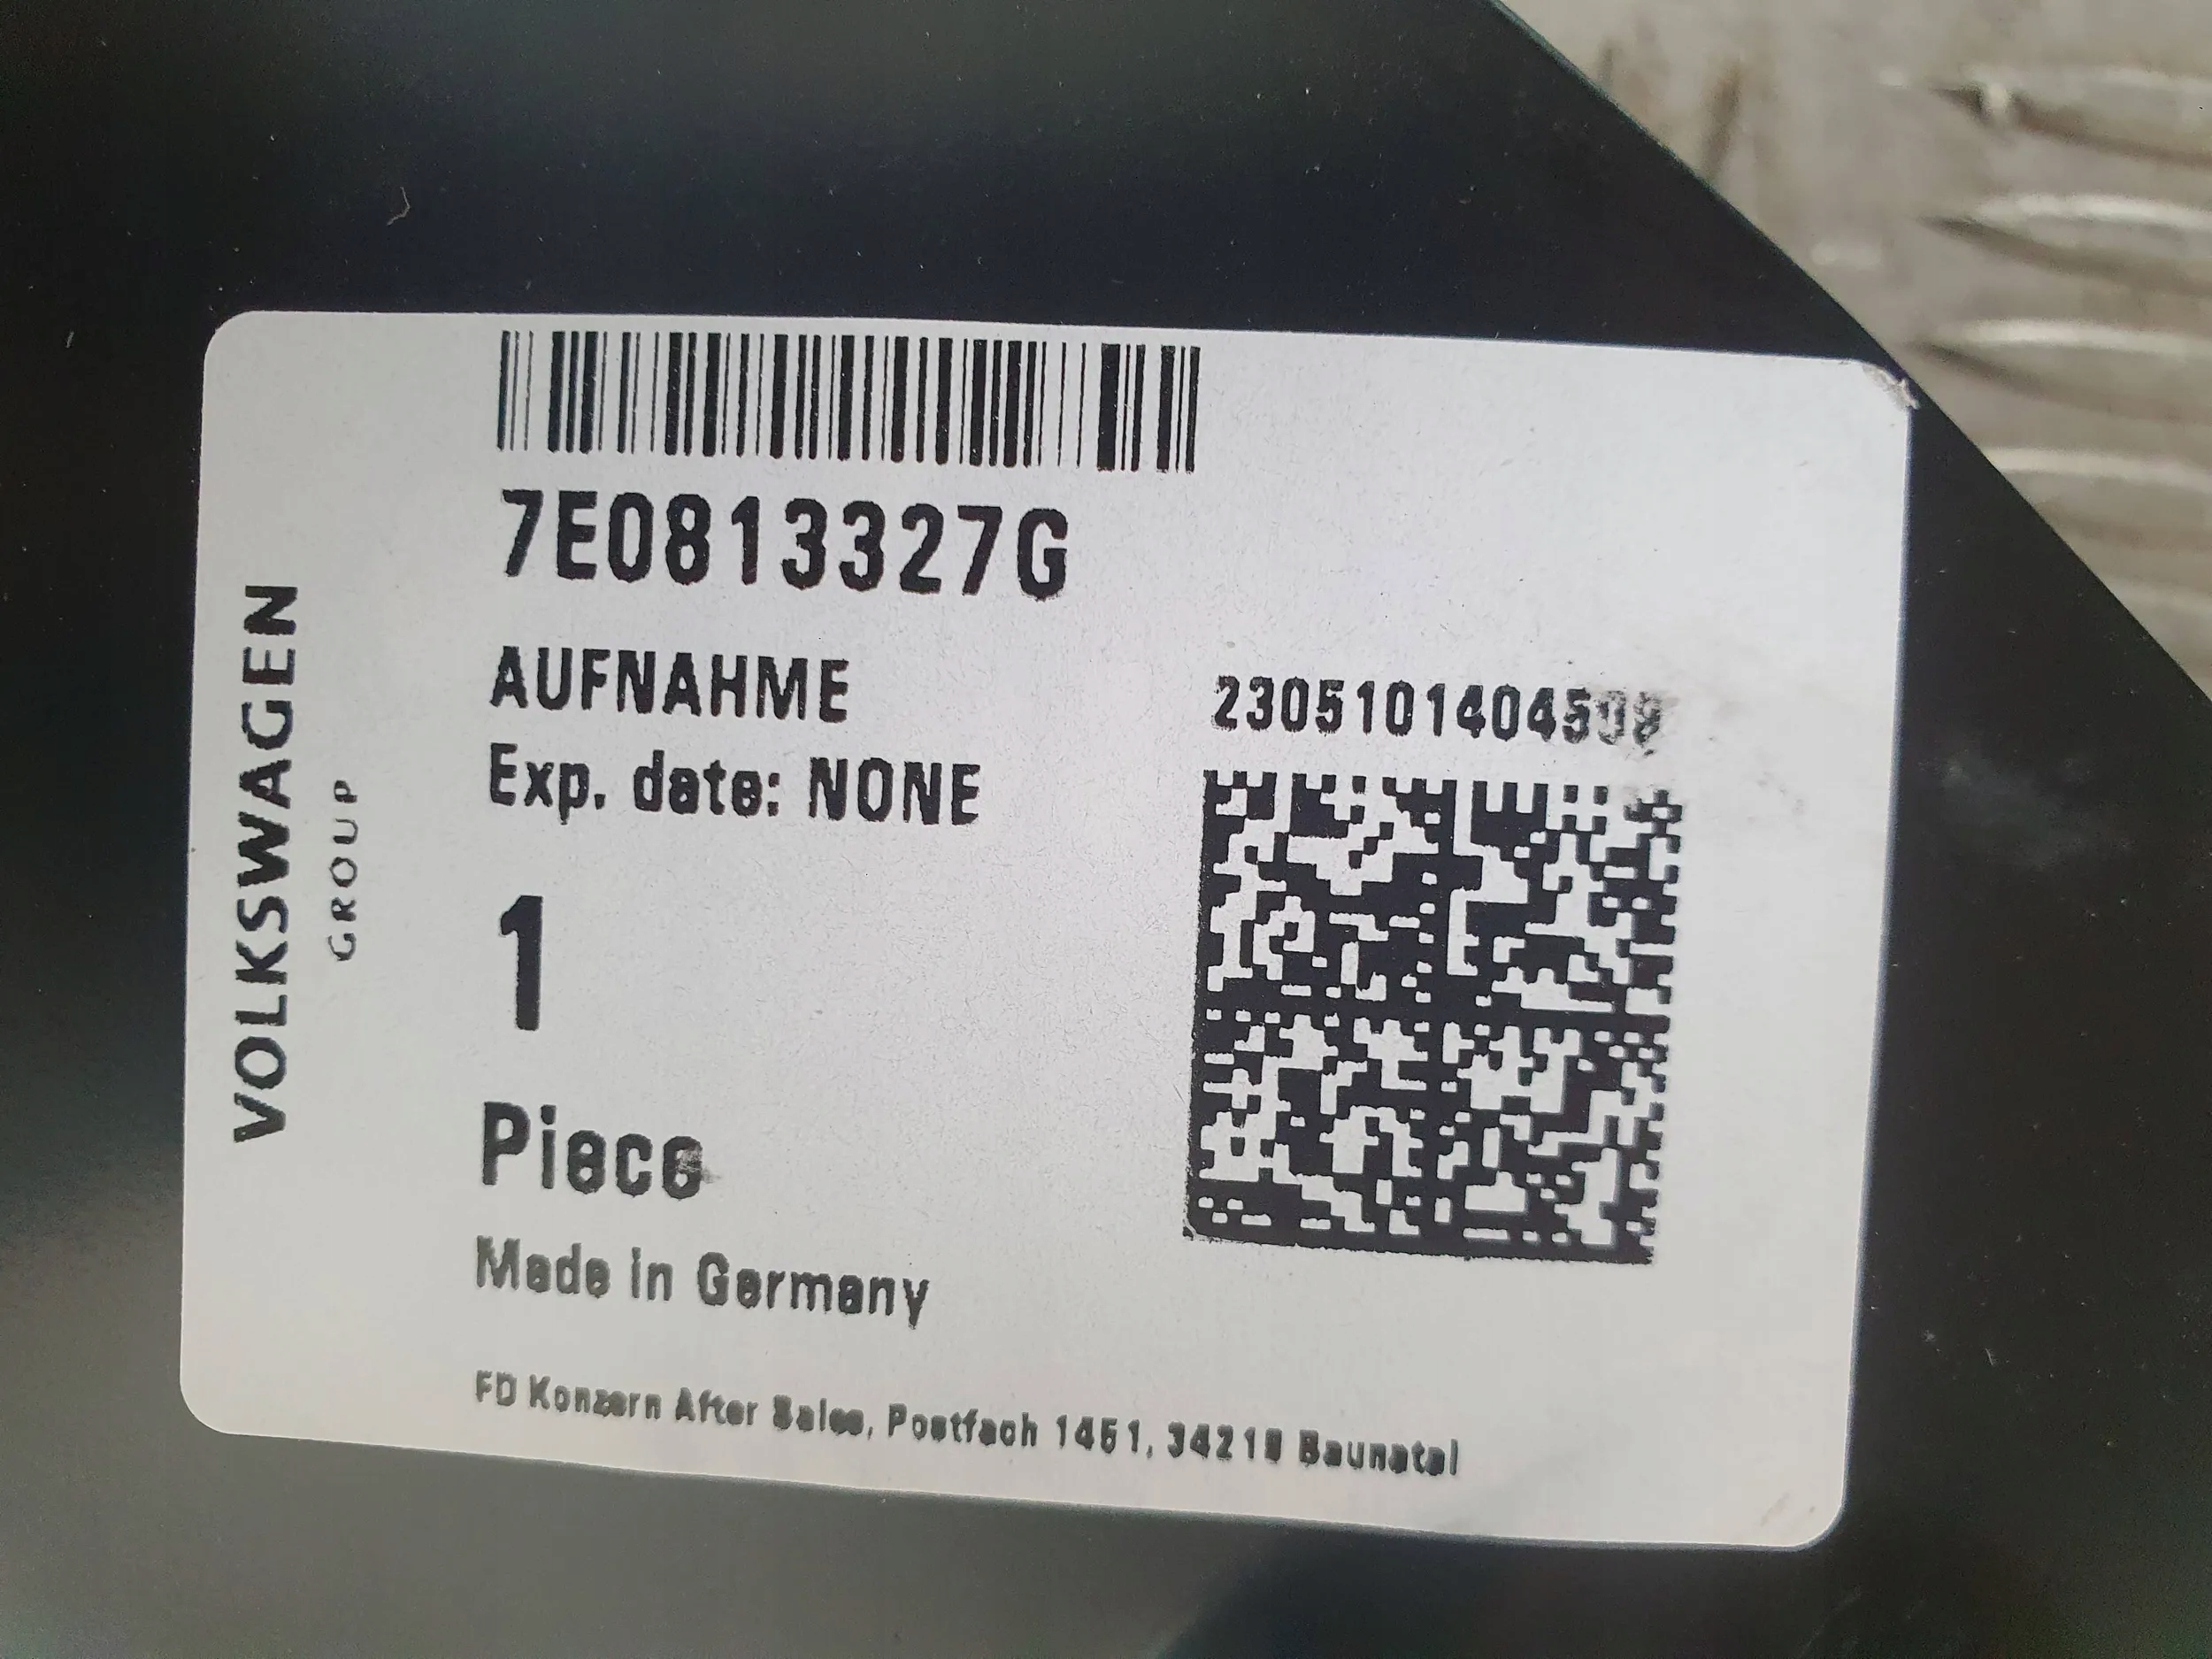 VOLKSWAGEN
GROUP
7E0813327G
AUFNAHME
Exp. date: NONE
1
Piece
Made in Germany
FD Konzern After Sales, Postfach 1451, Baunatal